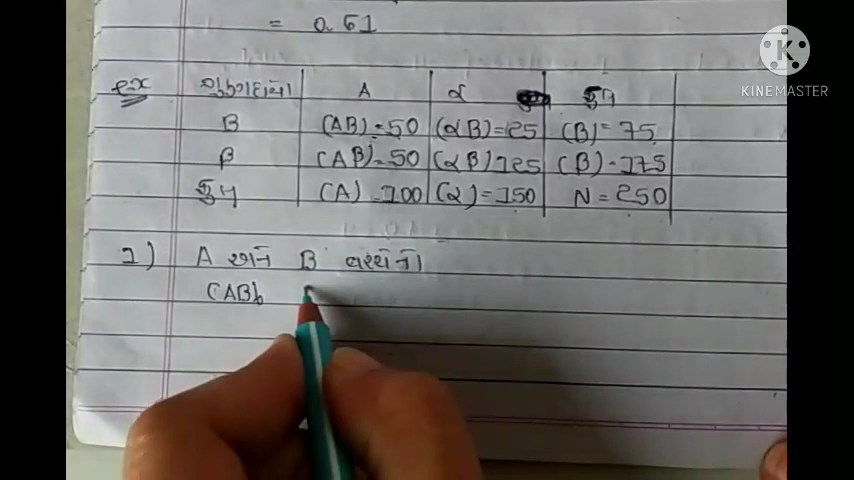 = 0.61
K
KINEMASTER
ex ગુણધર્મો A α કુલ
B (AB) = 50 (αB) = 25 (B) = 75
β (Aβ) = 50 (αβ) 125 (β) = 175
કુલ (A) = 100 (α) = 150 N = 250
1) A અને B વચ્ચેનો
(AB)0